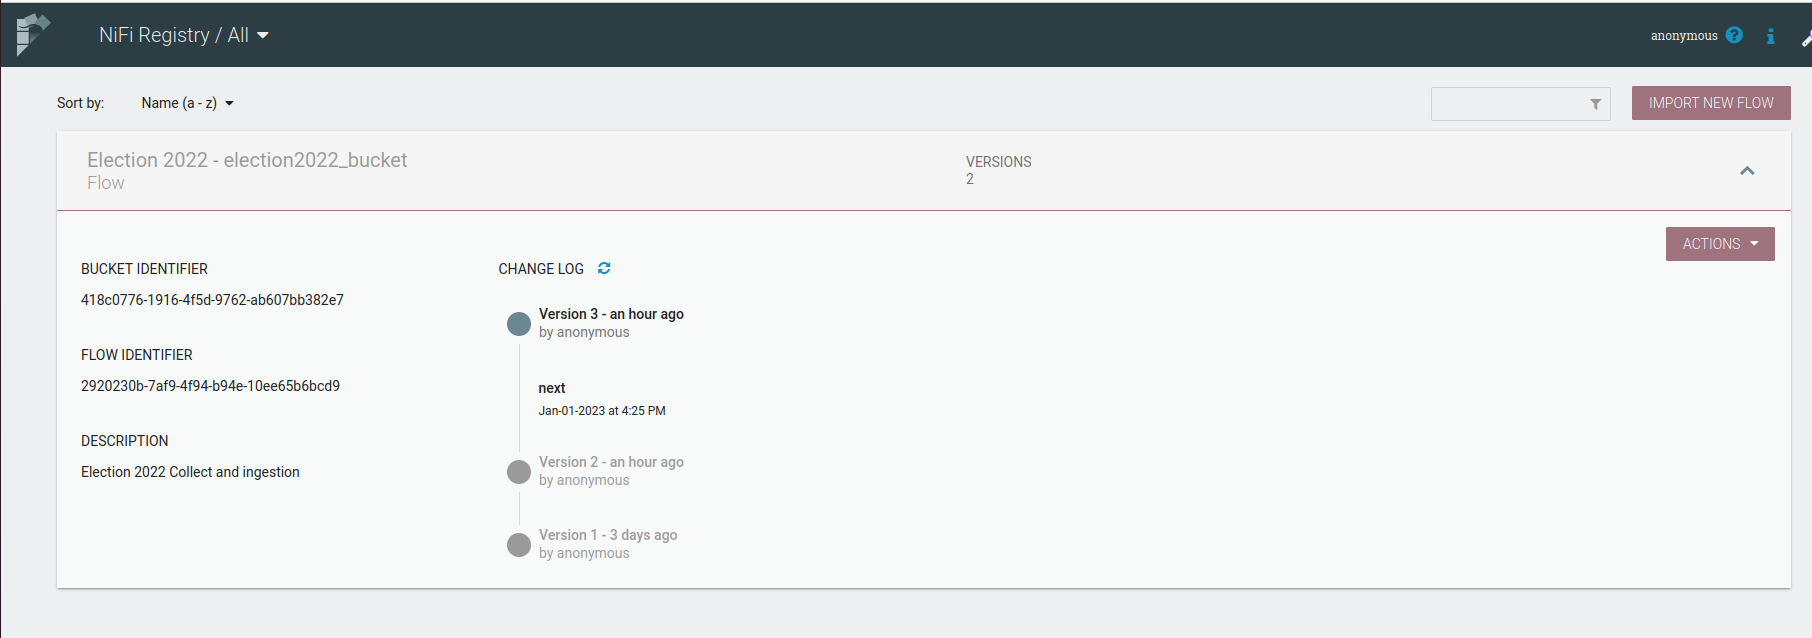 NiFi Registry / All
anonymous
Sort by:
Name (a - z)
IMPORT NEW FLOW
Election 2022 - election2022_bucket
Flow
VERSIONS
2
ACTIONS
BUCKET IDENTIFIER
418c0776-1916-4f5d-9762-ab607bb382e7
FLOW IDENTIFIER
2920230b-7af9-4f94-b94e-10ee65b6bcd9
DESCRIPTION
Election 2022 Collect and ingestion
CHANGE LOG
Version 3 - an hour ago
by anonymous
next
Jan-01-2023 at 4:25 PM
Version 2 - an hour ago
by anonymous
Version 1 - 3 days ago
by anonymous